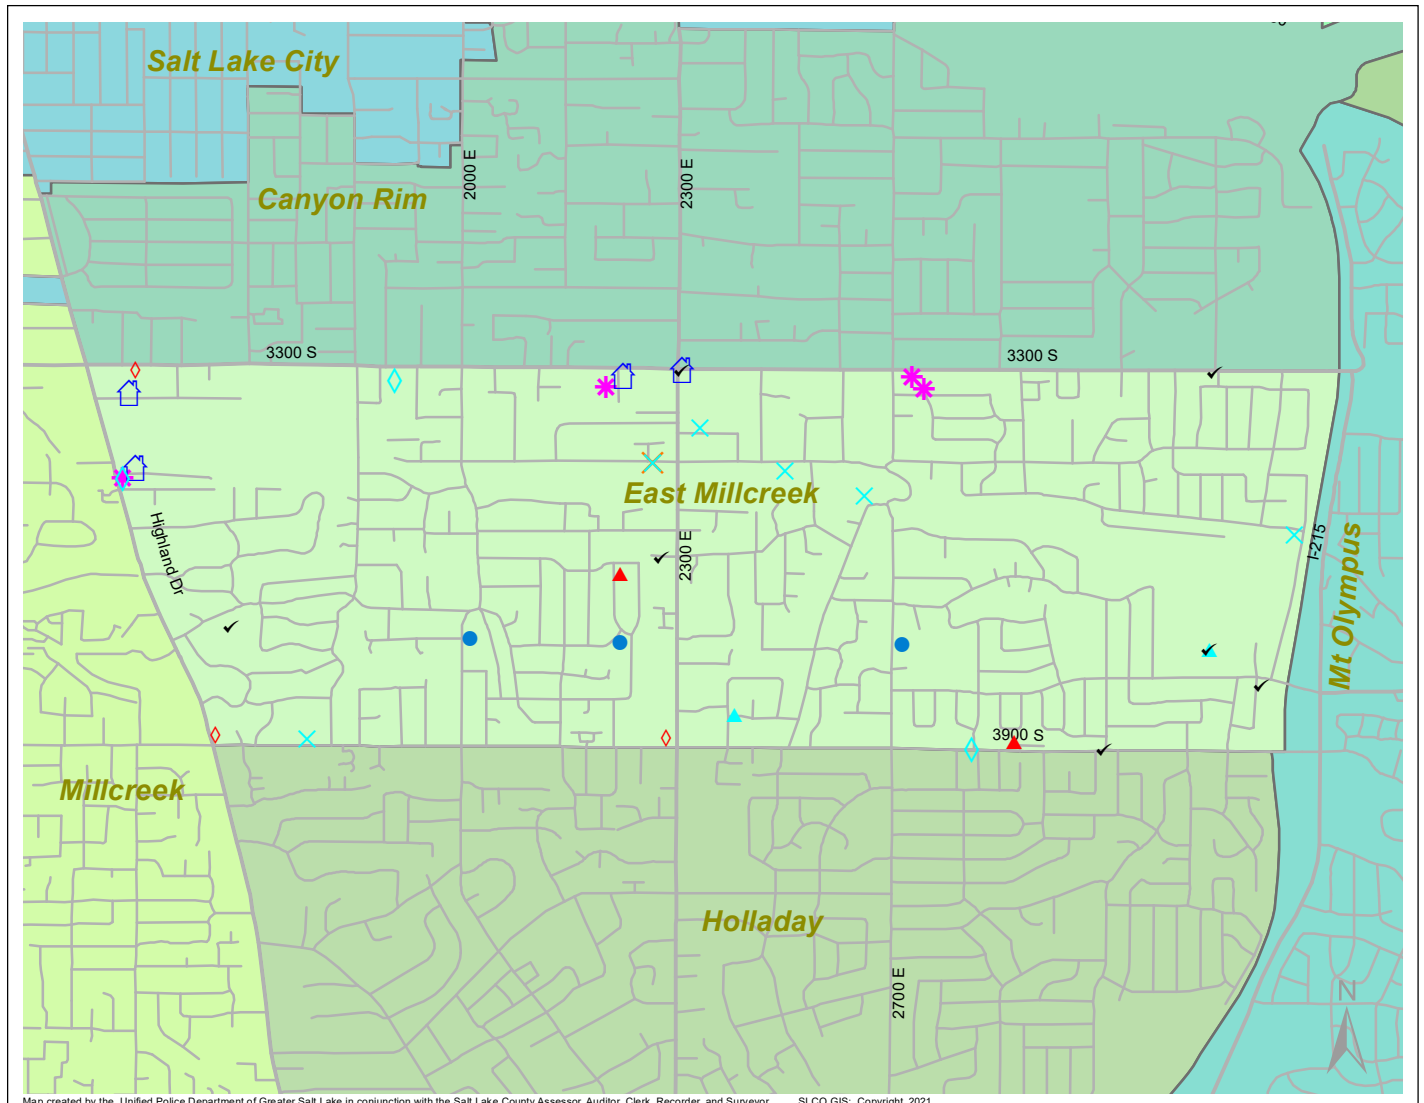 Salt Lake City
2000 E
2300 E
Canyon Rim
3300 S
3300 S
East Millcreek
Highland Dr
2300 E
I-215
Mt Olympus
3900 S
Millcreek
Holladay
2700 E
N
Map created by the Unified Police Department of Greater Salt Lake in conjunction with the Salt Lake County Assessor, Auditor, Clerk, Recorder, and Surveyor. SLCO GIS: Copyright 2021